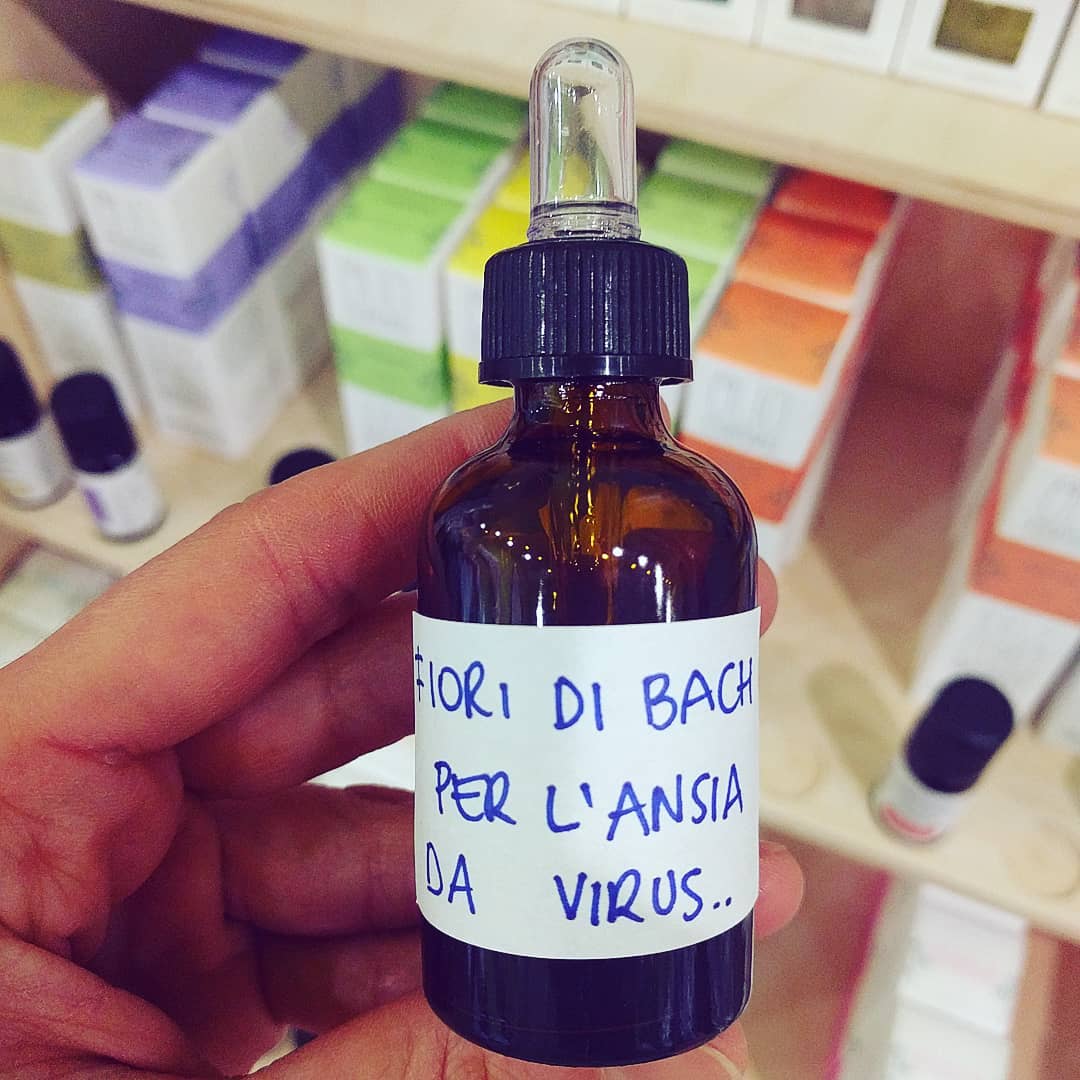 FIORI DI BACH
PER L'ANSIA
DA VIRUS..